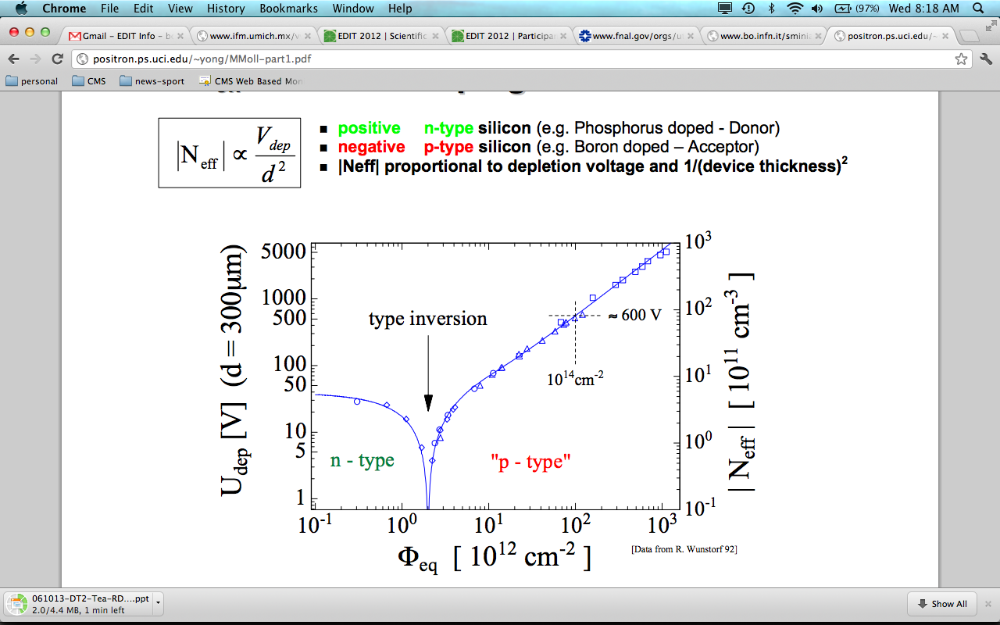 Chrome File Edit View History Bookmarks Window Help (97%) Wed 8:18 AM
Gmail – EDIT Info – b
www.ifm.umich.mx/
EDIT 2012 | Scientific
EDIT 2012 | Participa
www.fnal.gov/orgs/u
www.bo.infn.it/smini
positron.ps.uci.edu/~
positron.ps.uci.edu/~yong/MMoll-part1.pdf
personal CMS news-sport CMS Web Based Mon
|N_eff| ∝ V_dep / d²
▪ positive n-type silicon (e.g. Phosphorus doped - Donor)
▪ negative p-type silicon (e.g. Boron doped – Acceptor)
▪ |Neff| proportional to depletion voltage and 1/(device thickness)²
U_dep [V] (d = 300µm)
5000
1000
500
100
50
10
5
1
type inversion
≈ 600 V
10¹⁴cm⁻²
n - type
"p - type"
10³
10²
10¹
10⁰
10⁻¹
| N_eff | [ 10¹¹ cm⁻³ ]
10⁻¹ 10⁰ 10¹ 10² 10³
Φ_eq [ 10¹² cm⁻² ]
[Data from R. Wunstorf 92]
061013-DT2-Tea-RD....ppt
2.0/4.4 MB, 1 min left
Show All